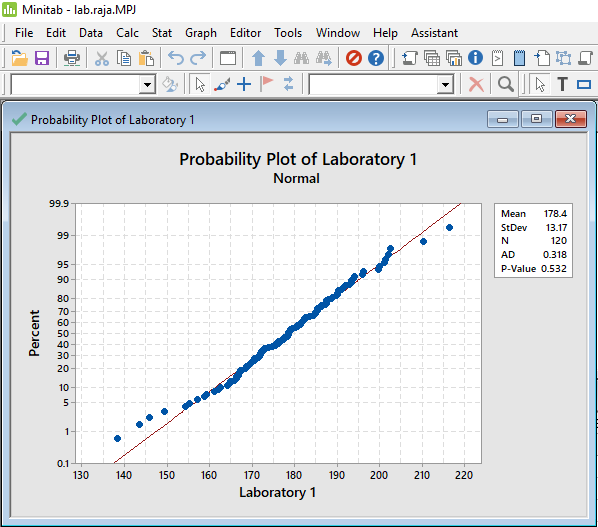 Minitab - lab.raja.MPJ
File Edit Data Calc Stat Graph Editor Tools Window Help Assistant
Probability Plot of Laboratory 1
Probability Plot of Laboratory 1
Normal
99.9
99
95
90
80
70
60
50
40
30
20
10
5
1
0.1
Percent
130 140 150 160 170 180 190 200 210 220
Laboratory 1
Mean 178.4
StDev 13.17
N 120
AD 0.318
P-Value 0.532